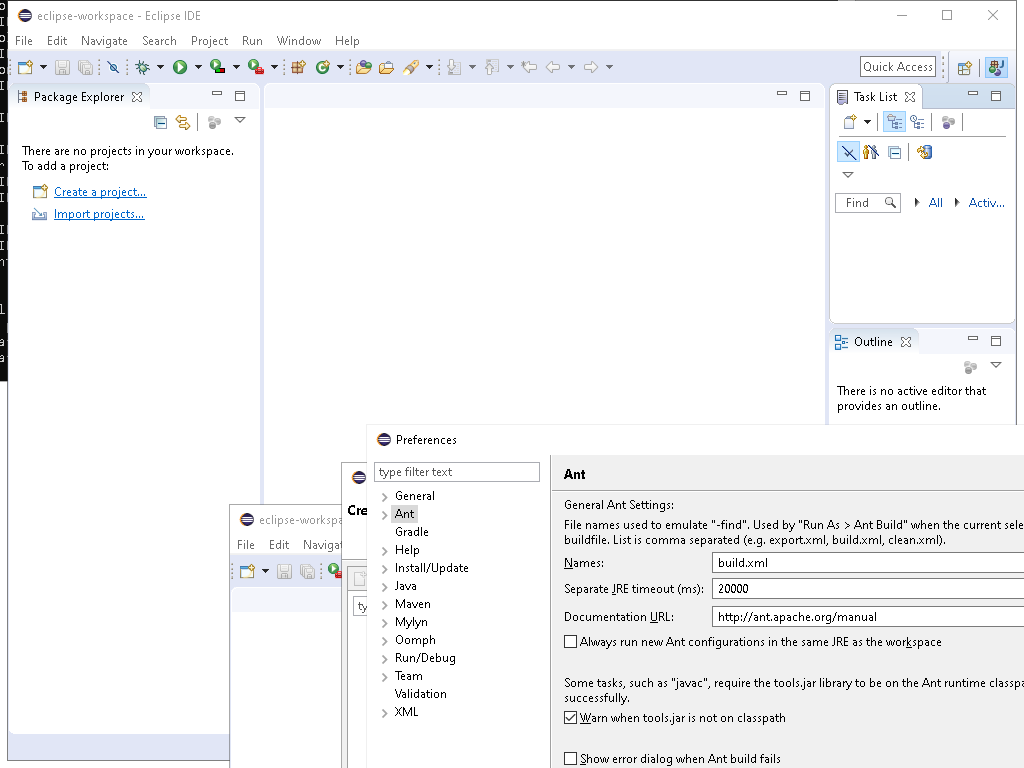 eclipse-workspace - Eclipse IDE
File Edit Navigate Search Project Run Window Help
Quick Access
Package Explorer
There are no projects in your workspace.
To add a project:
Create a project...
Import projects...
Task List
Find All Activ...
Outline
There is no active editor that
provides an outline.
eclipse-workspa
File Edit Naviga
Cre
ty
Preferences
type filter text
General
Ant
Gradle
Help
Install/Update
Java
Maven
Mylyn
Oomph
Run/Debug
Team
Validation
XML
Ant
General Ant Settings:
File names used to emulate "-find". Used by "Run As > Ant Build" when the current sele
buildfile. List is comma separated (e.g. export.xml, build.xml, clean.xml).
Names: build.xml
Separate JRE timeout (ms): 20000
Documentation URL: http://ant.apache.org/manual
Always run new Ant configurations in the same JRE as the workspace
Some tasks, such as "javac", require the tools.jar library to be on the Ant runtime classpa
successfully.
Warn when tools.jar is not on classpath
Show error dialog when Ant build fails